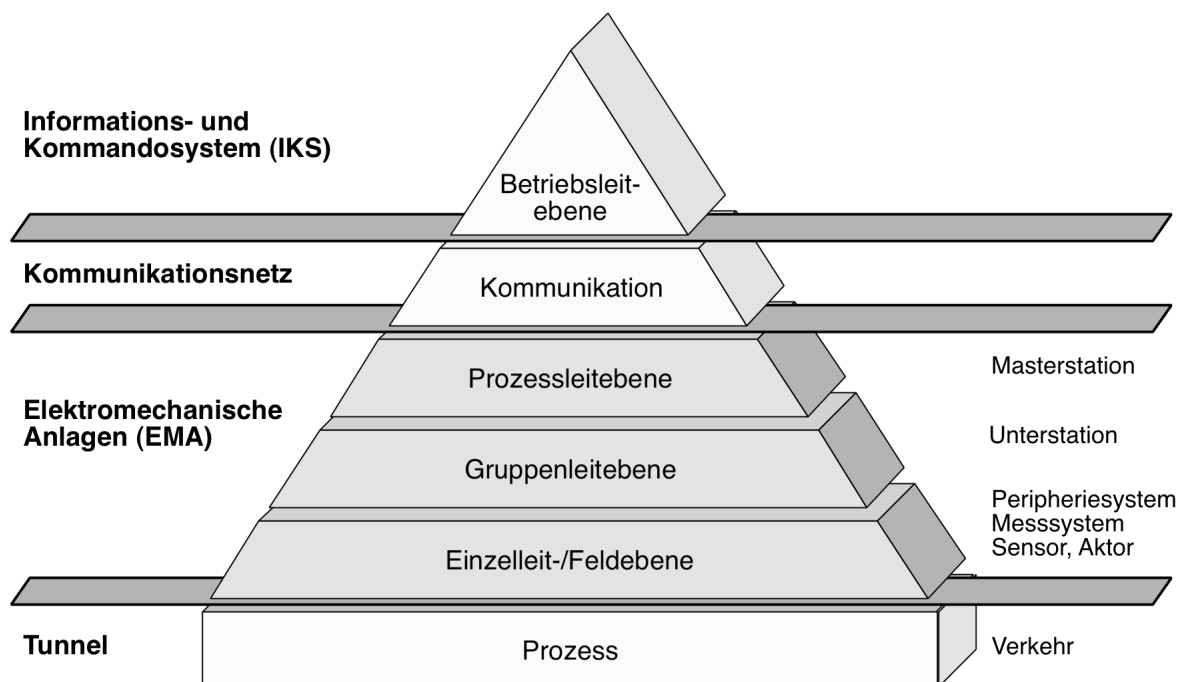 Informations- und
Kommandosystem (IKS)
Betriebsleit-
ebene
Kommunikationsnetz
Kommunikation
Prozessleitebene
Masterstation
Elektromechanische
Anlagen (EMA)
Unterstation
Gruppenleitebene
Peripheriesystem
Messsystem
Sensor, Aktor
Einzelleit-/Feldebene
Tunnel
Prozess
Verkehr